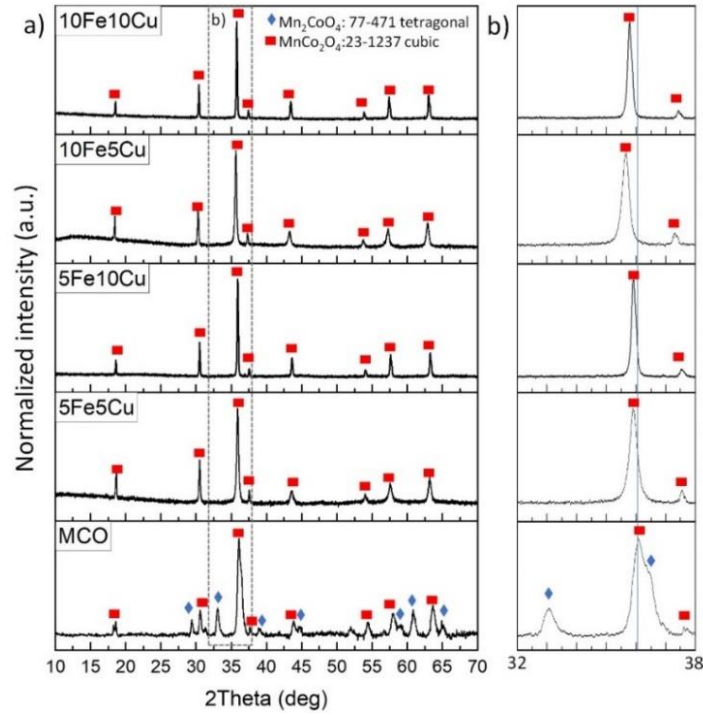 a)
b)
10Fe10Cu
b)
Mn₂CoO₄: 77-471 tetragonal
MnCo₂O₄:23-1237 cubic
10Fe5Cu
5Fe10Cu
5Fe5Cu
MCO
Normalized intensity (a.u.)
10 15 20 25 30 35 40 45 50 55 60 65 70
32 38
2Theta (deg)